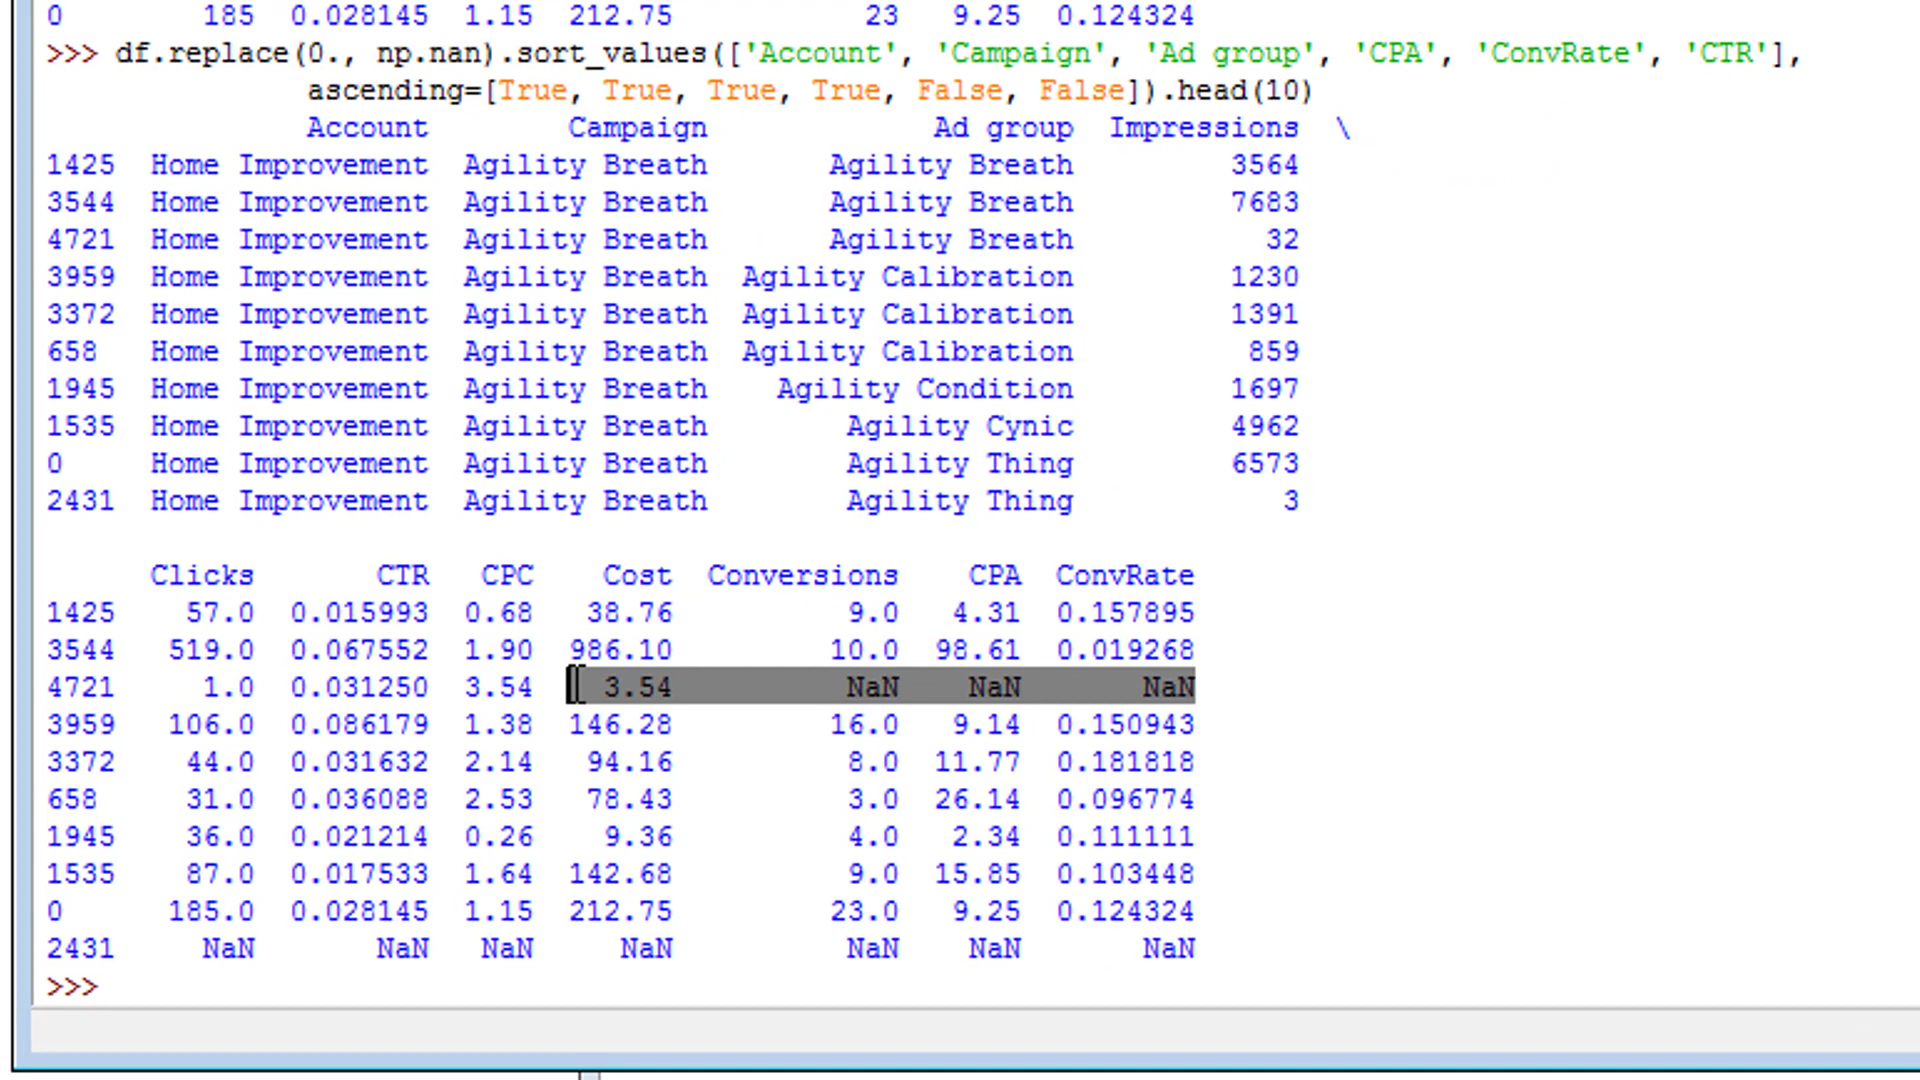 0        185  0.028145  1.15  212.75           23   9.25  0.124324
>>> df.replace(0., np.nan).sort_values(['Account', 'Campaign', 'Ad group', 'CPA', 'ConvRate', 'CTR'],
               ascending=[True, True, True, True, False, False]).head(10)
               Account        Campaign             Ad group  Impressions  \
1425  Home Improvement  Agility Breath       Agility Breath         3564
3544  Home Improvement  Agility Breath       Agility Breath         7683
4721  Home Improvement  Agility Breath       Agility Breath           32
3959  Home Improvement  Agility Breath  Agility Calibration         1230
3372  Home Improvement  Agility Breath  Agility Calibration         1391
658   Home Improvement  Agility Breath  Agility Calibration          859
1945  Home Improvement  Agility Breath    Agility Condition         1697
1535  Home Improvement  Agility Breath        Agility Cynic         4962
0     Home Improvement  Agility Breath        Agility Thing         6573
2431  Home Improvement  Agility Breath        Agility Thing            3
      Clicks       CTR   CPC    Cost  Conversions    CPA  ConvRate
1425    57.0  0.015993  0.68   38.76          9.0   4.31  0.157895
3544   519.0  0.067552  1.90  986.10         10.0  98.61  0.019268
4721     1.0  0.031250  3.54    3.54          NaN    NaN       NaN
3959   106.0  0.086179  1.38  146.28         16.0   9.14  0.150943
3372    44.0  0.031632  2.14   94.16          8.0  11.77  0.181818
658     31.0  0.036088  2.53   78.43          3.0  26.14  0.096774
1945    36.0  0.021214  0.26    9.36          4.0   2.34  0.111111
1535    87.0  0.017533  1.64  142.68          9.0  15.85  0.103448
0      185.0  0.028145  1.15  212.75         23.0   9.25  0.124324
2431     NaN       NaN   NaN     NaN          NaN    NaN       NaN
>>>